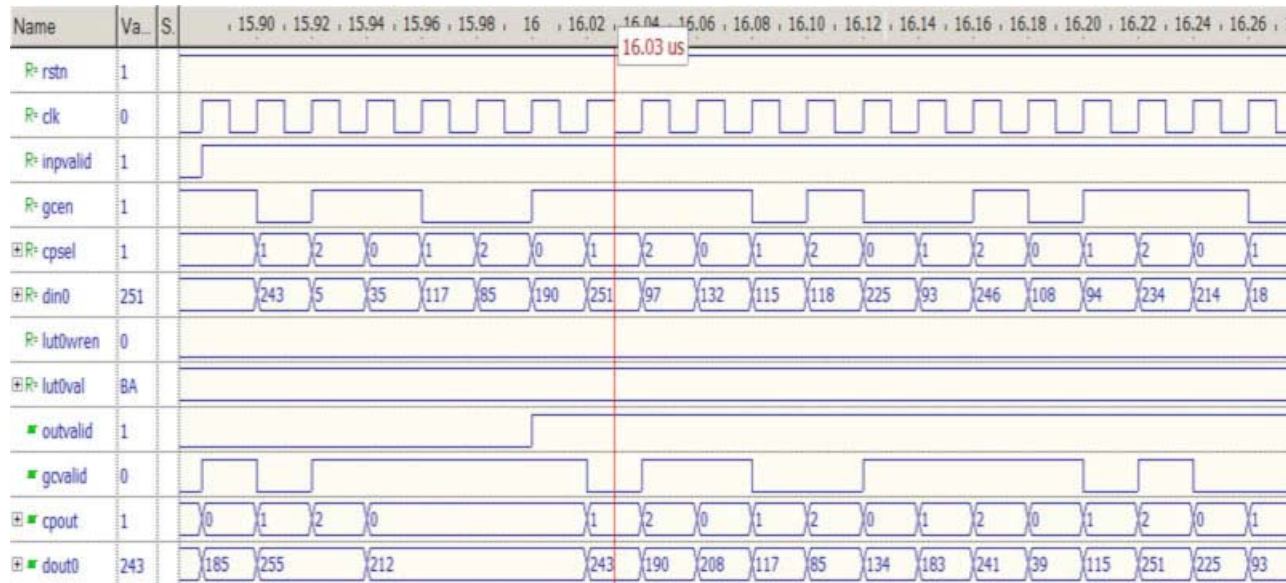 Name Va... S. 15.90 15.92 15.94 15.96 15.98 16 16.02 16.04 16.06 16.08 16.10 16.12 16.14 16.16 16.18 16.20 16.22 16.24 16.26
16.03 us
R= rstn 1
R= clk 0
R= inpvalid 1
R= gcen 1
R= cpsel 1 1 2 0 1 2 0 1 2 0 1 2 0 1 2 0 1 2 0 1
R= din0 251 243 5 35 117 85 190 251 97 132 115 118 225 93 246 108 94 234 214 18
R= lut0wren 0
R= lut0val BA
outvalid 1
gcvalid 0
cpout 1 0 1 2 0 1 2 0 1 2 0 1 2 0 1 2 0 1
dout0 243 185 255 212 243 190 208 117 85 134 183 241 39 115 251 225 93